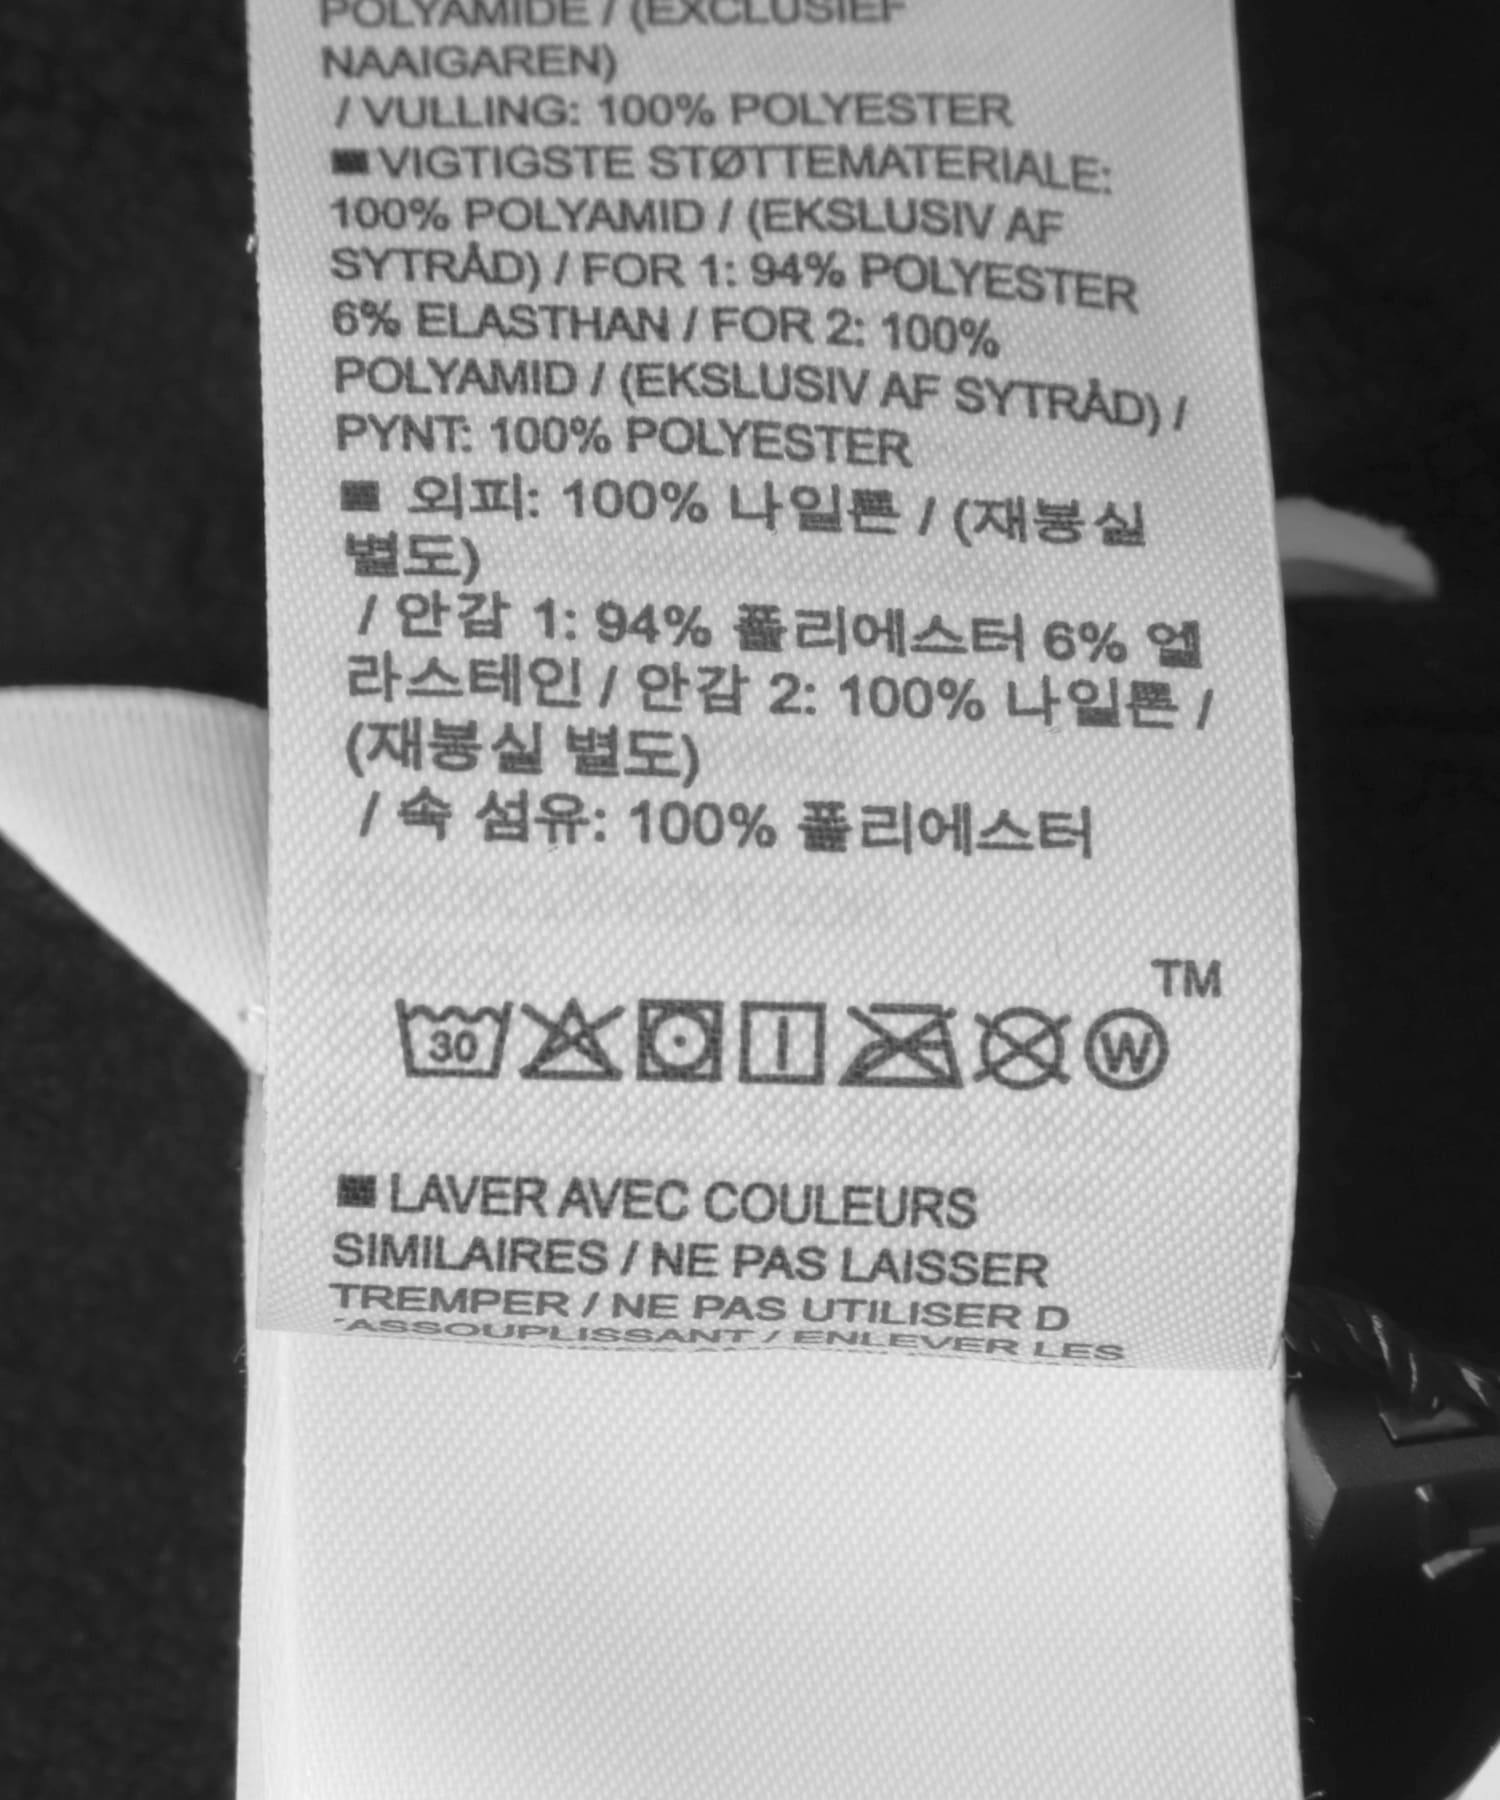 POLYAMIDE / (EXCLUSIEF
NAAIGAREN)
/ VULLING: 100% POLYESTER
■ VIGTIGSTE STØTTEMATERIALE:
100% POLYAMID / (EKSLUSIV AF
SYTRÅD) / FOR 1: 94% POLYESTER
6% ELASTHAN / FOR 2: 100%
POLYAMID / (EKSLUSIV AF SYTRÅD) /
PYNT: 100% POLYESTER
■ 외피: 100% 나일론 / (재봉실
별도)
/ 안감 1: 94% 폴리에스터 6% 엘
라스테인 / 안감 2: 100% 나일론 /
(재봉실 별도)
/ 속 섬유: 100% 폴리에스터
TM
30 W
■ LAVER AVEC COULEURS
SIMILAIRES / NE PAS LAISSER
TREMPER / NE PAS UTILISER D
'ASSOUPLISSANT / ENLEVER LES